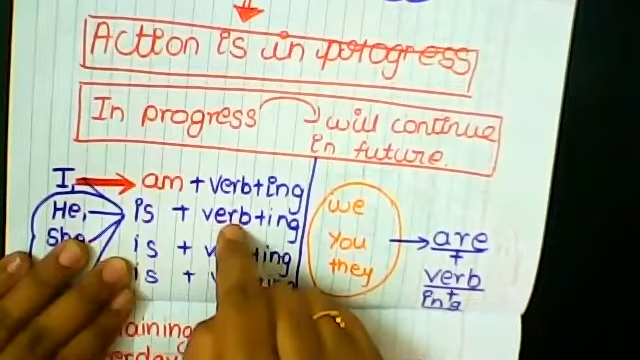 Action is in progress
In progress will continue
in future.
I am + verb+ing
He, is + verb+ing
She is + ing
is +
we
you
they
are
+
verb
+
ing